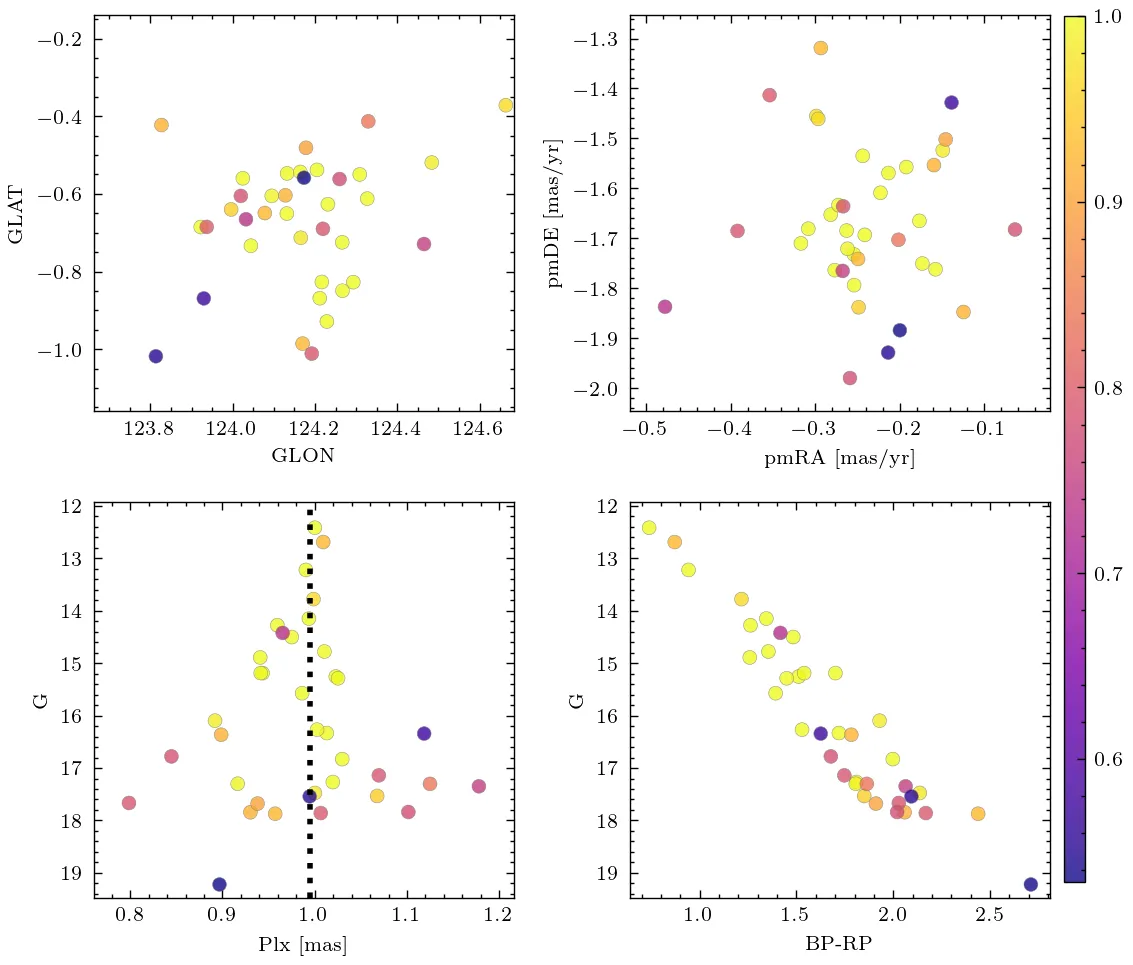 −0.2
−0.4
−0.6
−0.8
−1.0
GLAT
123.8 124.0 124.2 124.4 124.6
GLON
−1.3
−1.4
−1.5
−1.6
−1.7
−1.8
−1.9
−2.0
pmDE [mas/yr]
−0.5 −0.4 −0.3 −0.2 −0.1
pmRA [mas/yr]
1.0
0.9
0.8
0.7
0.6
12
13
14
15
16
17
18
19
G
0.8 0.9 1.0 1.1 1.2
Plx [mas]
12
13
14
15
16
17
18
19
G
1.0 1.5 2.0 2.5
BP-RP